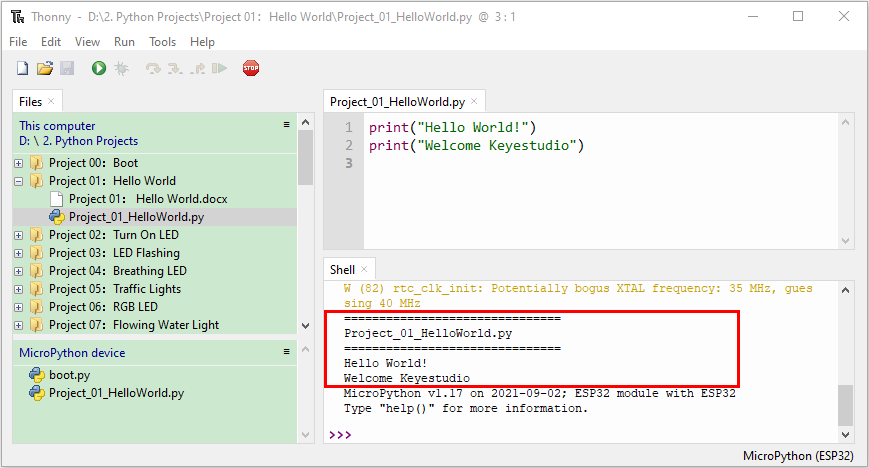 Thonny - D:\2. Python Projects\Project 01：Hello World\Project_01_HelloWorld.py @ 3 : 1
File Edit View Run Tools Help
STOP
Files ×
This computer
D: \ 2. Python Projects
Project 00：Boot
Project 01：Hello World
Project 01： Hello World.docx
Project_01_HelloWorld.py
Project 02：Turn On LED
Project 03：LED Flashing
Project 04：Breathing LED
Project 05：Traffic Lights
Project 06：RGB LED
Project 07：Flowing Water Light
MicroPython device
boot.py
Project_01_HelloWorld.py
Project_01_HelloWorld.py ×
1 print("Hello World!")
2 print("Welcome Keyestudio")
3
Shell ×
W (82) rtc_clk_init: Potentially bogus XTAL frequency: 35 MHz, gues
sing 40 MHz
===============================
Project_01_HelloWorld.py
===============================
Hello World!
Welcome Keyestudio
MicroPython v1.17 on 2021-09-02; ESP32 module with ESP32
Type "help()" for more information.
>>>
MicroPython (ESP32)